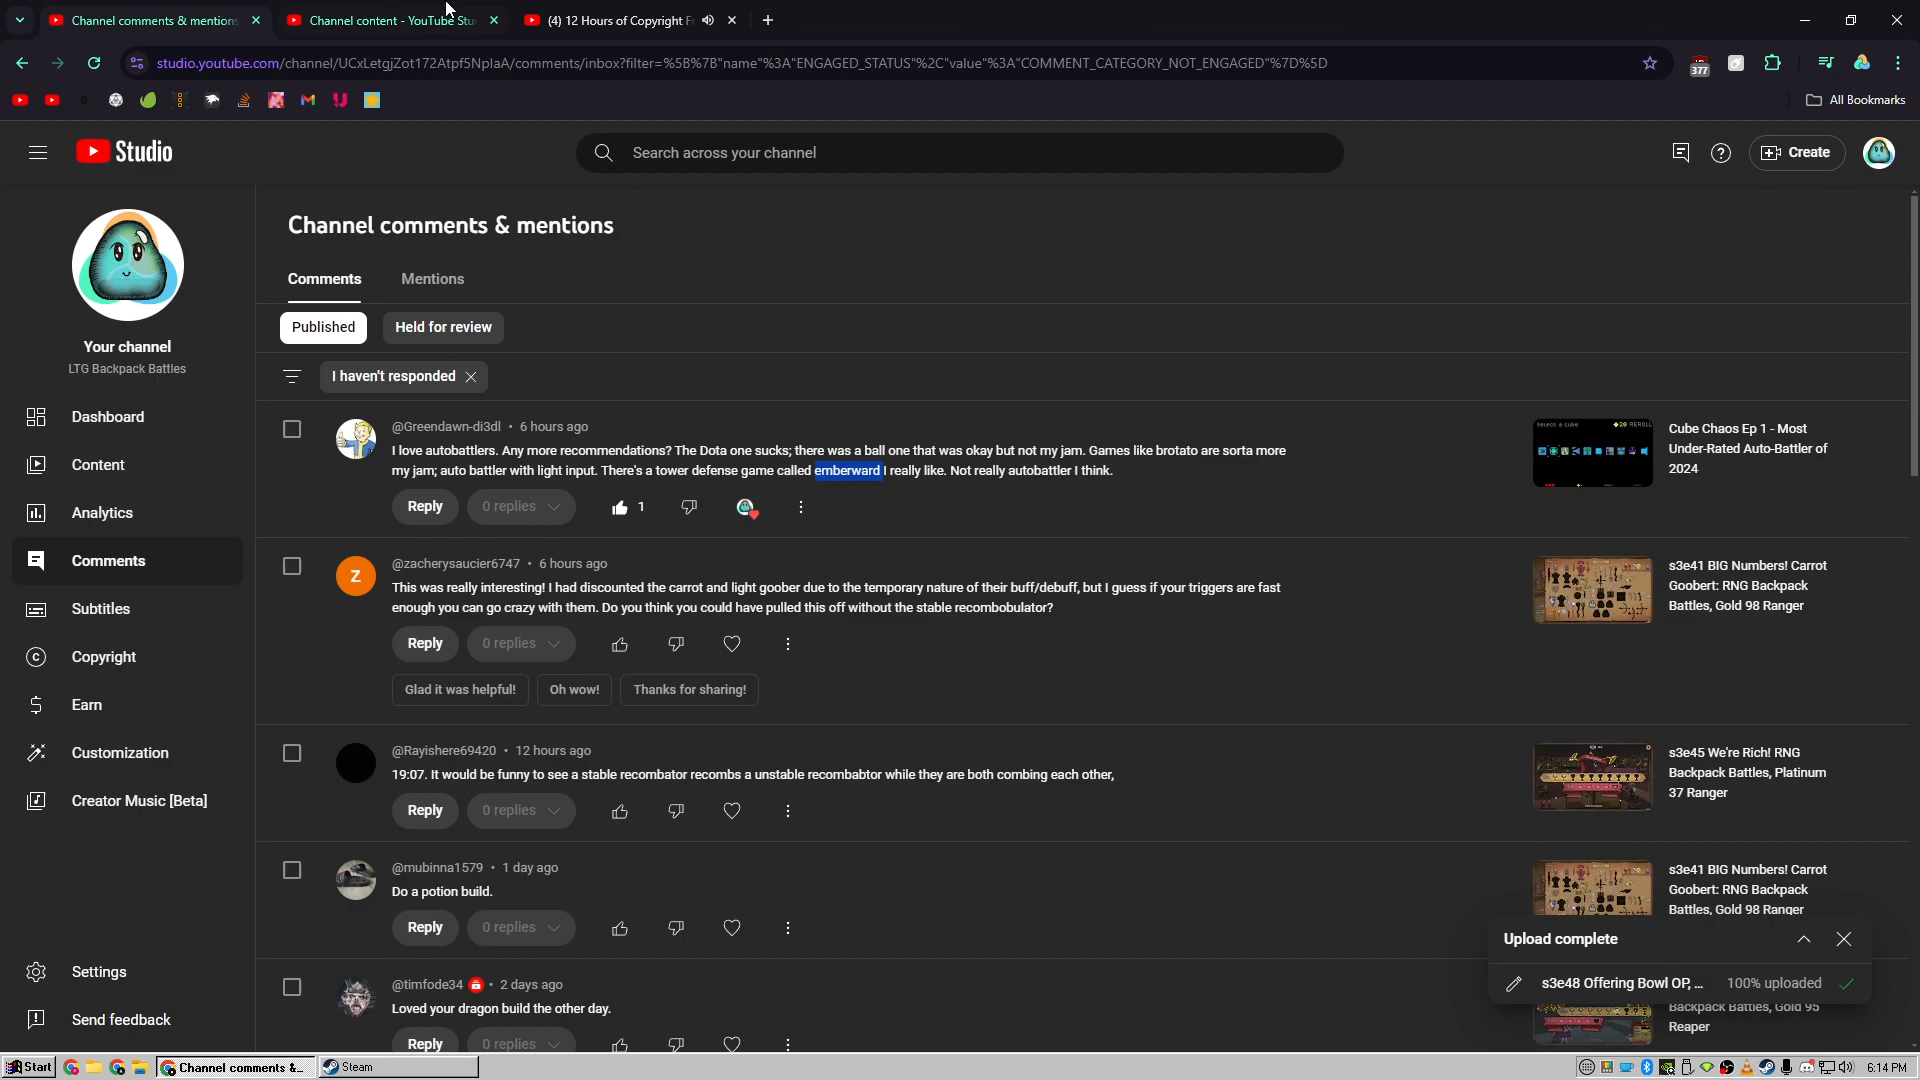 Channel comments & mentions
Channel content - YouTube Stu
(4) 12 Hours of Copyright F
studio.youtube.com/channel/UCxLetgjZot172Atpf5NplaA/comments/inbox?filter=%5B%7B"name"%3A"ENGAGED_STATUS"%2C"value"%3A"COMMENT_CATEGORY_NOT_ENGAGED"%7D%5D
377
All Bookmarks
Studio
Search across your channel
Create
Your channel
LTG Backpack Battles
Dashboard
Content
Analytics
Comments
Subtitles
Copyright
Earn
Customization
Creator Music [Beta]
Settings
Send feedback
Channel comments & mentions
Comments
Mentions
Published
Held for review
I haven't responded
@Greendawn-di3dl • 6 hours ago
I love autobattlers. Any more recommendations? The Dota one sucks; there was a ball one that was okay but not my jam. Games like brotato are sorta more
my jam; auto battler with light input. There's a tower defense game called emberward I really like. Not really autobattler I think.
Reply
0 replies
1
Select a cube
20 REROLL
Cube Chaos Ep 1 - Most
Under-Rated Auto-Battler of
2024
Z
@zacherysaucier6747 • 6 hours ago
This was really interesting! I had discounted the carrot and light goober due to the temporary nature of their buff/debuff, but I guess if your triggers are fast
enough you can go crazy with them. Do you think you could have pulled this off without the stable recombobulator?
Reply
0 replies
Glad it was helpful!
Oh wow!
Thanks for sharing!
s3e41 BIG Numbers! Carrot
Goobert: RNG Backpack
Battles, Gold 98 Ranger
@Rayishere69420 • 12 hours ago
19:07. It would be funny to see a stable recombator recombs a unstable recombabtor while they are both combing each other,
Reply
0 replies
s3e45 We're Rich! RNG
Backpack Battles, Platinum
37 Ranger
@mubinna1579 • 1 day ago
Do a potion build.
Reply
0 replies
s3e41 BIG Numbers! Carrot
Goobert: RNG Backpack
Battles, Gold 98 Ranger
@timfode34 • 2 days ago
Loved your dragon build the other day.
Reply
0 replies
Upload complete
s3e48 Offering Bowl OP, ...
100% uploaded
Backpack Battles, Gold 95
Reaper
Start
Channel comments &...
Steam
6:14 PM